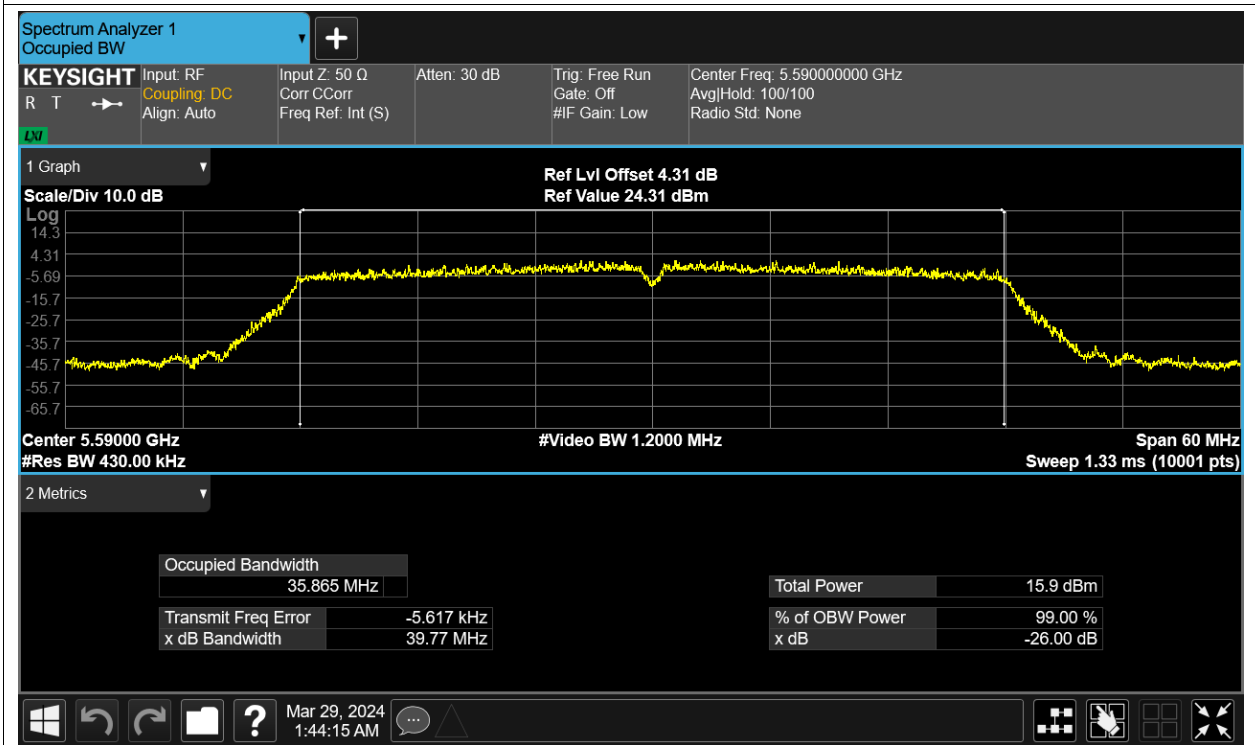 Spectrum Analyzer 1
Occupied BW
KEYSIGHT
R T
LXI
Input: RF
Coupling: DC
Align: Auto
Input Z: 50 Ω
Corr CCorr
Freq Ref: Int (S)
Atten: 30 dB
Trig: Free Run
Gate: Off
#IF Gain: Low
Center Freq: 5.590000000 GHz
Avg|Hold: 100/100
Radio Std: None
1 Graph
Scale/Div 10.0 dB
Ref Lvl Offset 4.31 dB
Ref Value 24.31 dBm
Log
14.3
4.31
-5.69
-15.7
-25.7
-35.7
-45.7
-55.7
-65.7
Center 5.59000 GHz
#Video BW 1.2000 MHz
Span 60 MHz
#Res BW 430.00 kHz
Sweep 1.33 ms (10001 pts)
2 Metrics
Occupied Bandwidth
35.865 MHz
Total Power 15.9 dBm
Transmit Freq Error -5.617 kHz
% of OBW Power 99.00 %
x dB Bandwidth 39.77 MHz
x dB -26.00 dB
?
Mar 29, 2024
1:44:15 AM